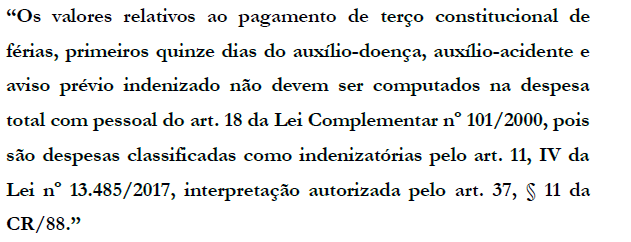 “Os valores relativos ao pagamento de terço constitucional de
férias, primeiros quinze dias do auxílio-doença, auxílio-acidente e
aviso prévio indenizado não devem ser computados na despesa
total com pessoal do art. 18 da Lei Complementar nº 101/2000, pois
são despesas classificadas como indenizatórias pelo art. 11, IV da
Lei nº 13.485/2017, interpretação autorizada pelo art. 37, § 11 da
CR/88.”